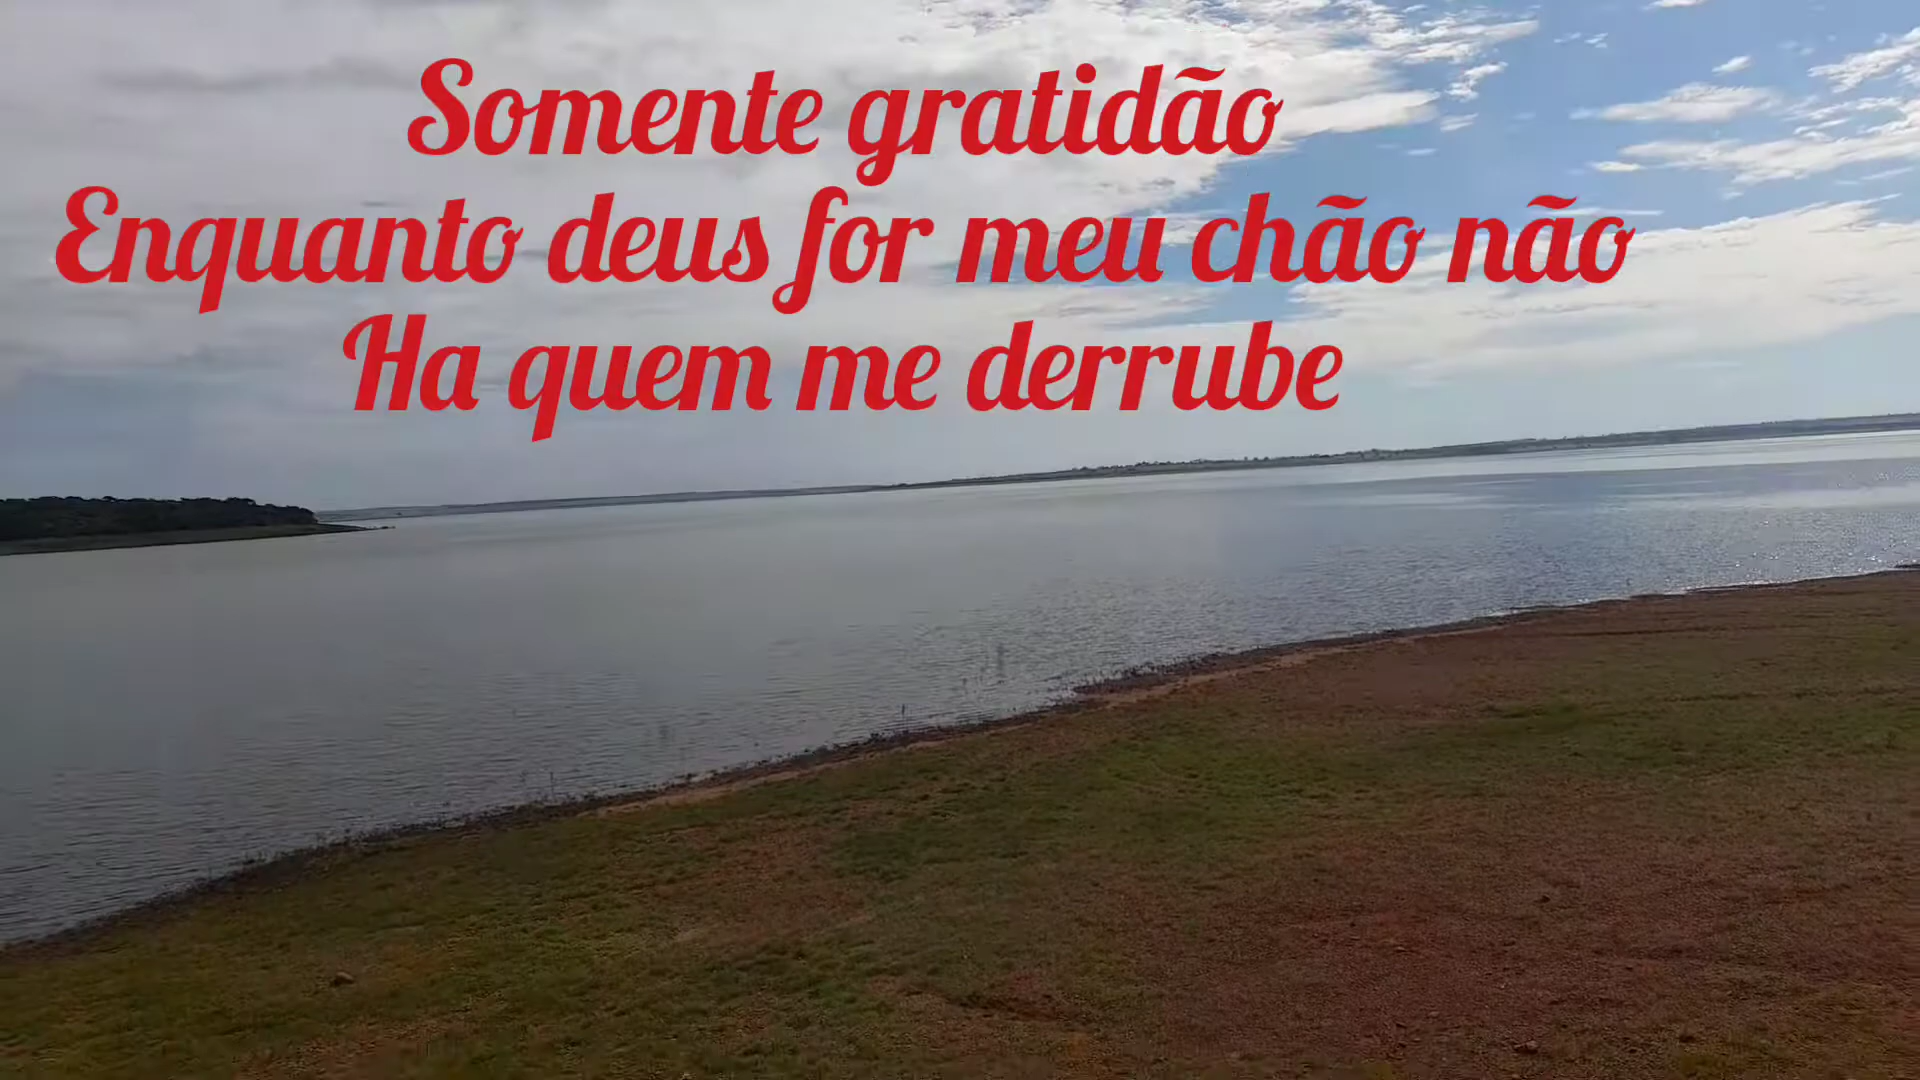 Somente gratidão
Enquanto deus for meu chão não
Ha quem me derrube